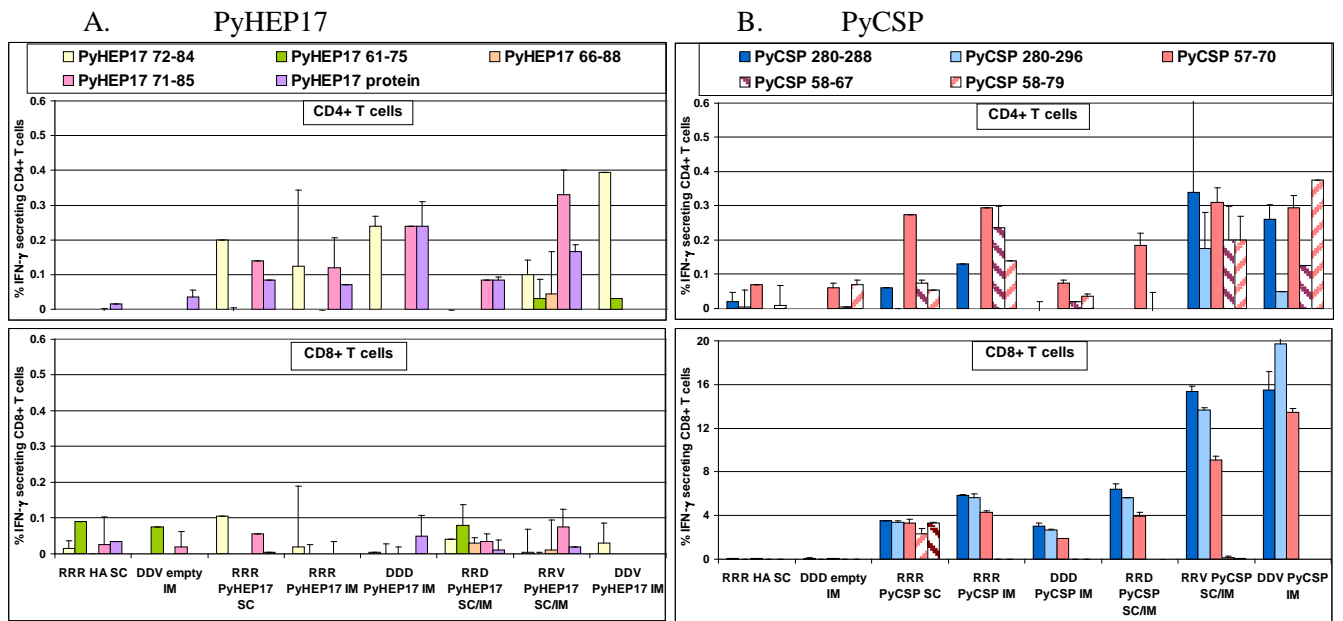 A. PyHEP17
PyHEP17 72-84 PyHEP17 61-75 PyHEP17 66-88
PyHEP17 71-85 PyHEP17 protein
% IFN-γ secreting CD4+ T cells
0.6
0.5
0.4
0.3
0.2
0.1
0
CD4+ T cells
% IFN-γ secreting CD8+ T cells
0.6
0.5
0.4
0.3
0.2
0.1
0
CD8+ T cells
RRR HA SC DDV empty RRR RRR DDD RRD RRV DDV
IM PyHEP17 PyHEP17 IM PyHEP17 IM PyHEP17 PyHEP17 PyHEP17 IM
SC SC/IM SC/IM
B. PyCSP
PyCSP 280-288 PyCSP 280-296 PyCSP 57-70
PyCSP 58-67 PyCSP 58-79
% IFN-γ secreting CD4+ T cells
0.6
0.5
0.4
0.3
0.2
0.1
0
CD4+ T cells
% IFN-γ secreting CD8+ T cells
20
16
12
8
4
0
CD8+ T cells
RRR HA SC DDD empty RRR RRR DDD RRD RRV PyCSP DDV PyCSP
IM PyCSP SC PyCSP IM PyCSP IM PyCSP SC/IM IM
SC/IM